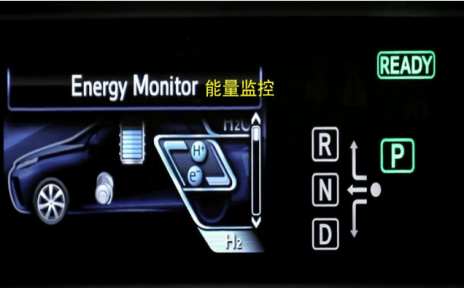 READY
Energy Monitor 能量监控
H₂O
H⁺
e⁻
R
P
N
D
H₂